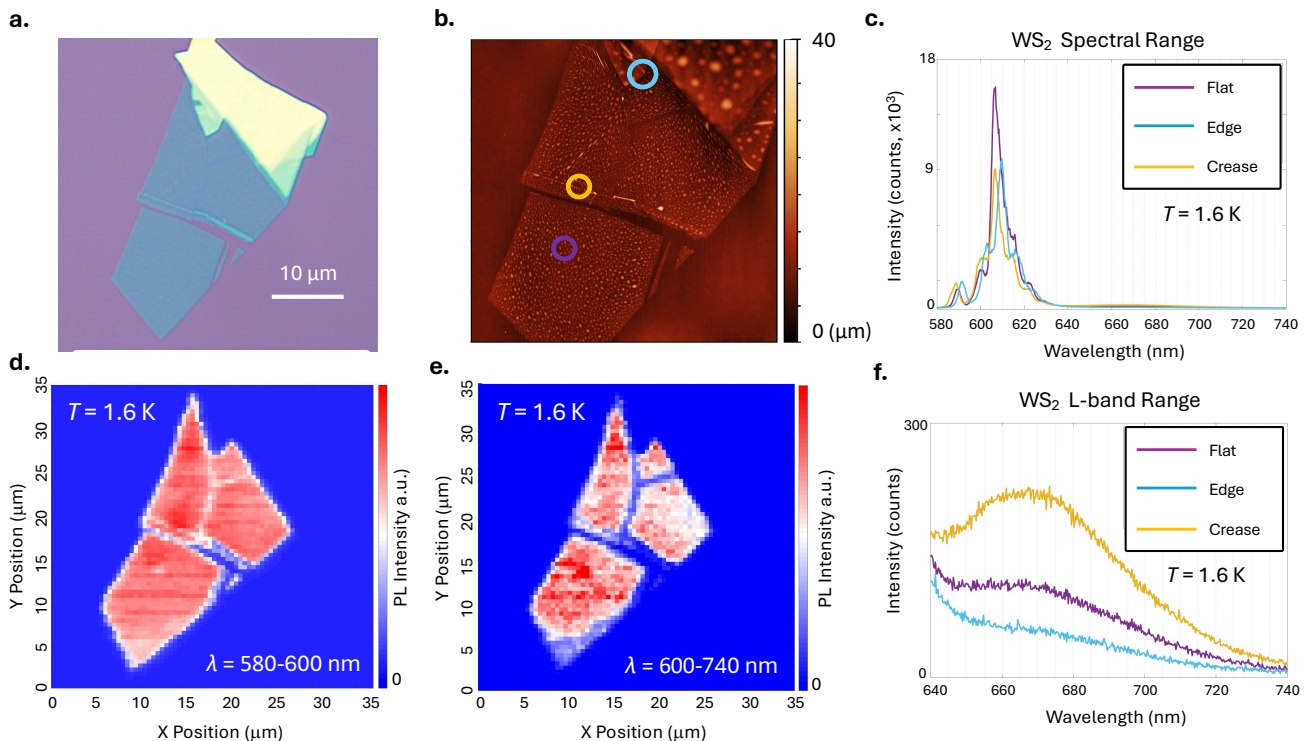 a.
10 μm
b.
40
0 (μm)
c.
WS2 Spectral Range
18
9
0
Intensity (counts, x10³)
Flat
Edge
Crease
T = 1.6 K
580 600 620 640 660 680 700 720 740
Wavelength (nm)
d.
35
30
25
20
15
10
5
0
Y Position (μm)
T = 1.6 K
λ = 580-600 nm
0 5 10 15 20 25 30 35
X Position (μm)
PL Intensity a.u.)
0
e.
35
30
25
20
15
10
5
0
Y Position (μm)
T = 1.6 K
λ = 600-740 nm
0 5 10 15 20 25 30 35
X Position (μm)
PL Intensity a.u.)
0
f.
WS2 L-band Range
300
0
Intensity (counts)
Flat
Edge
Crease
T = 1.6 K
640 660 680 700 720 740
Wavelength (nm)